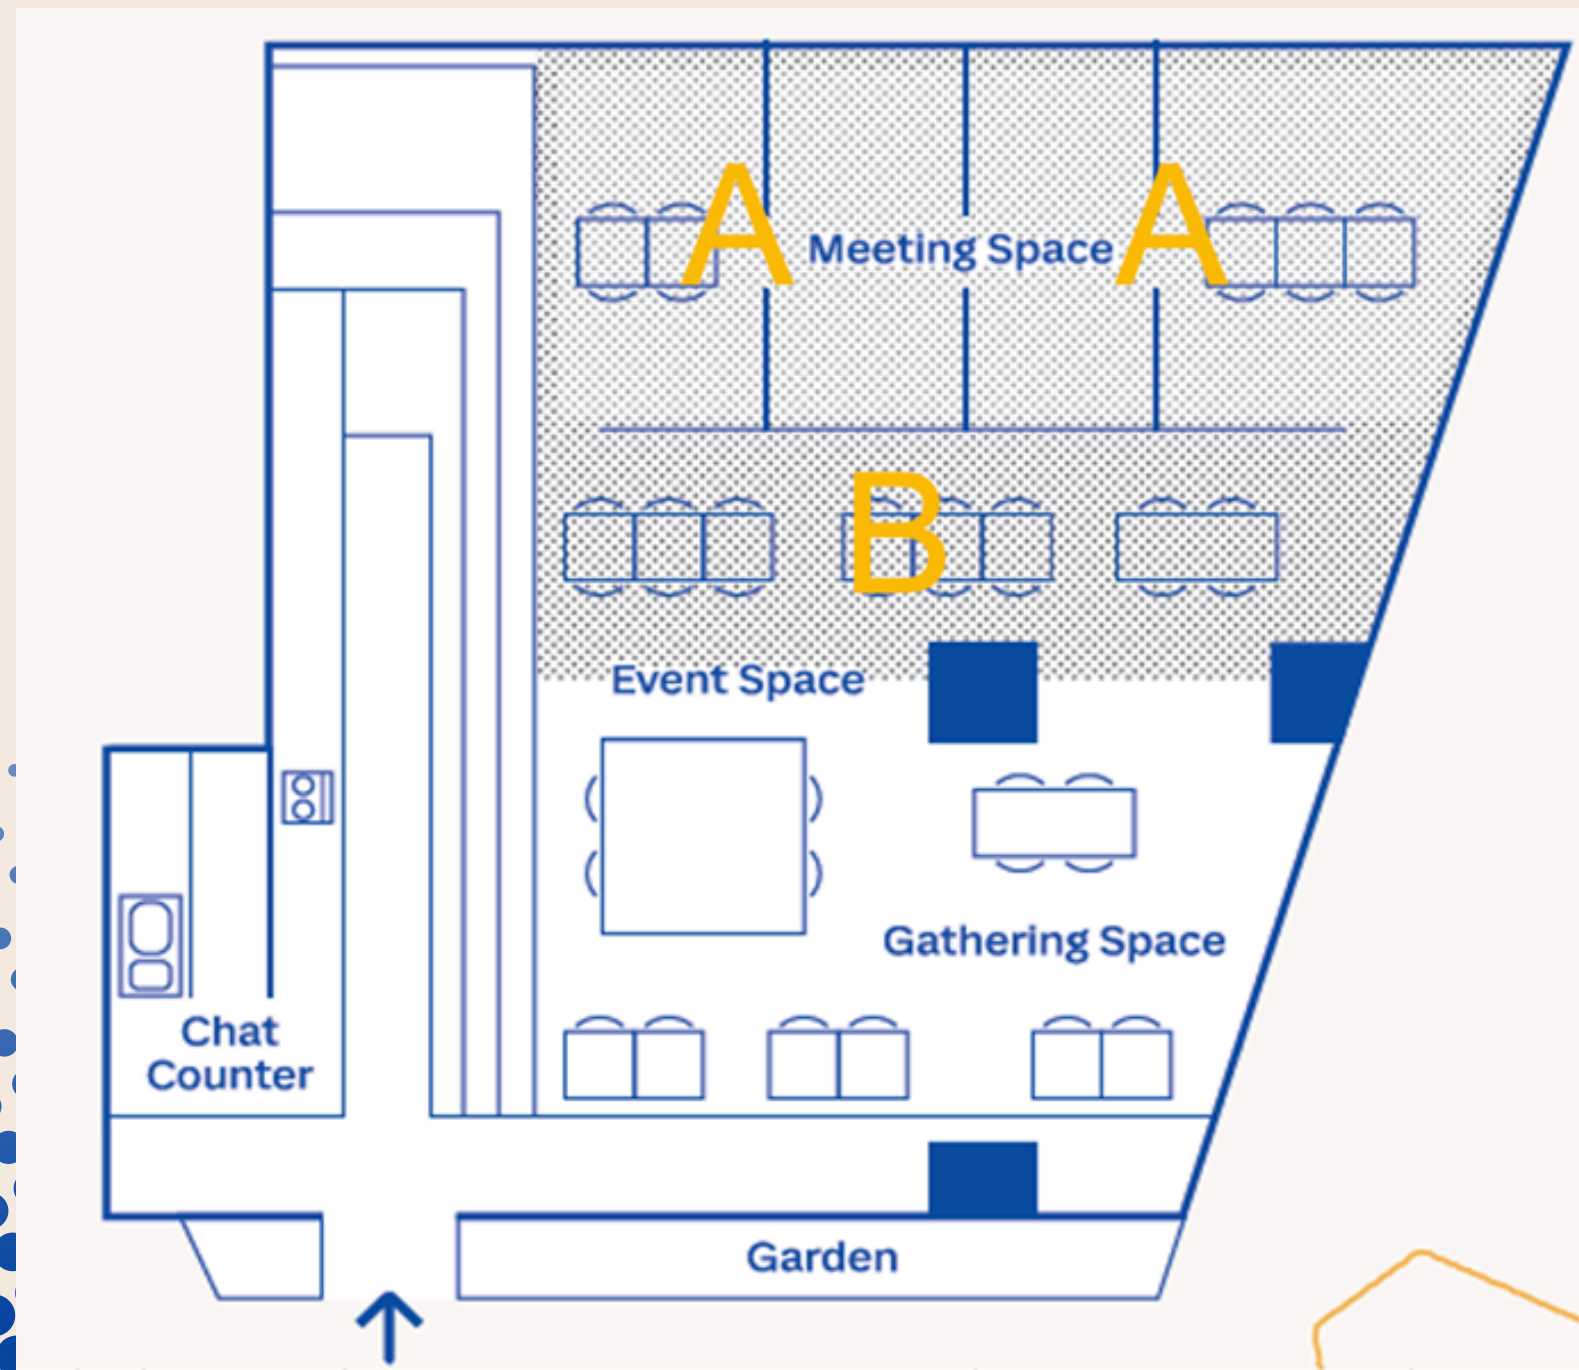 A Meeting Space A
B
Event Space
Gathering Space
Chat
Counter
Garden